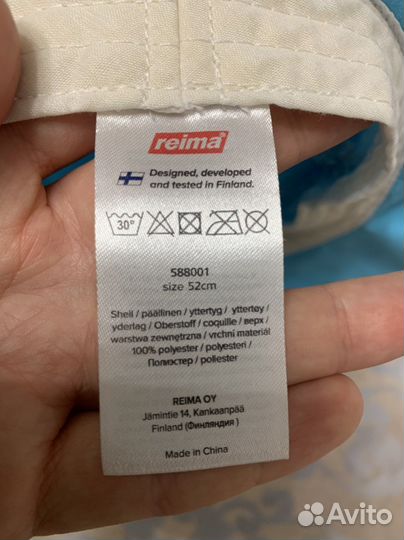 reima
Designed, developed
and tested in Finland.
30°
588001
size 52cm
Shell / päällinen / yttertyg / yttertøy /
yderlag / Oberstoff / coquille / верх /
warstwa zewnętrzna / vrchní materiál
100% polyester / polyesteri /
Полиэстер / poliester
REIMA OY
Jämintie 14, Kankaanpää
Finland (Финляндия )
Made in China
Avito